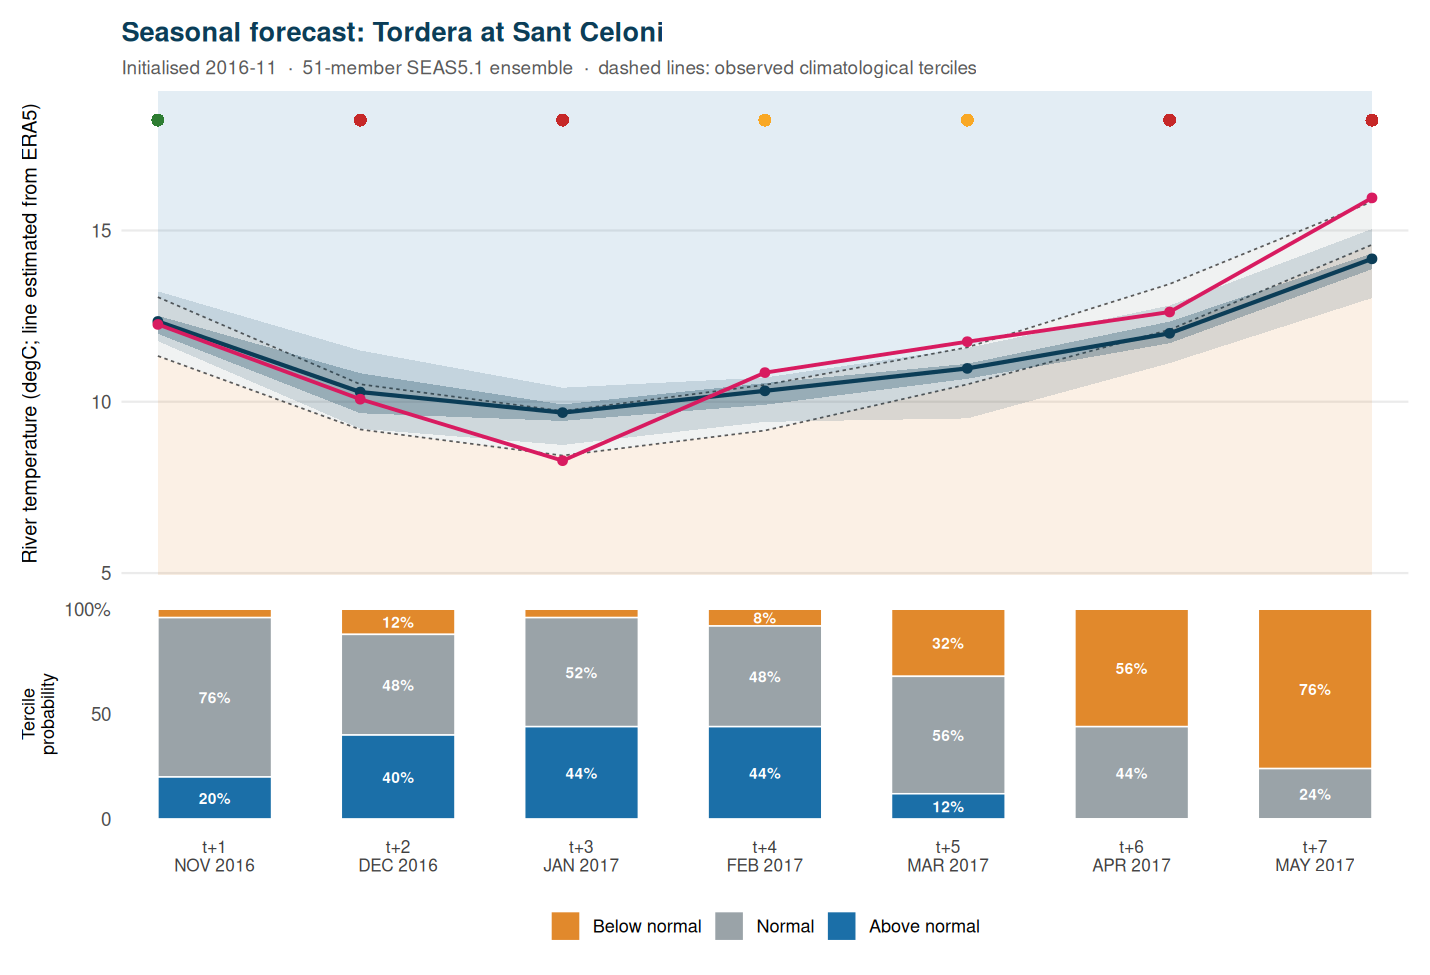 Seasonal forecast: Tordera at Sant Celoni
Initialised 2016-11 · 51-member SEAS5.1 ensemble · dashed lines: observed climatological terciles
River temperature (degC; line estimated from ERA5)
15
10
5
Tercile
probability
100%
50
0
76%
20%
12%
48%
40%
52%
44%
8%
48%
44%
32%
56%
12%
56%
44%
76%
24%
t+1
NOV 2016
t+2
DEC 2016
t+3
JAN 2017
t+4
FEB 2017
t+5
MAR 2017
t+6
APR 2017
t+7
MAY 2017
Below normal
Normal
Above normal